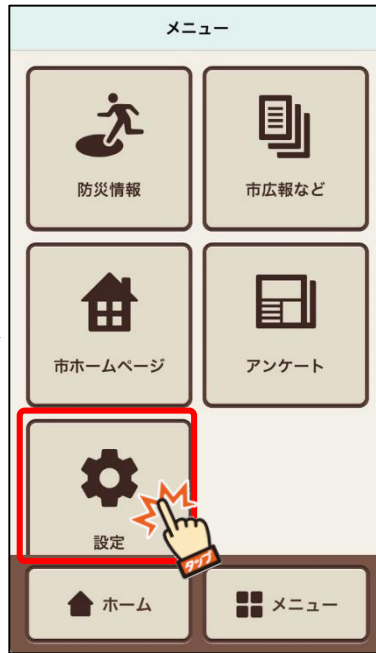 メニュー
防災情報
市広報など
市ホームページ
アンケート
設定
タップ
ホーム
メニュー